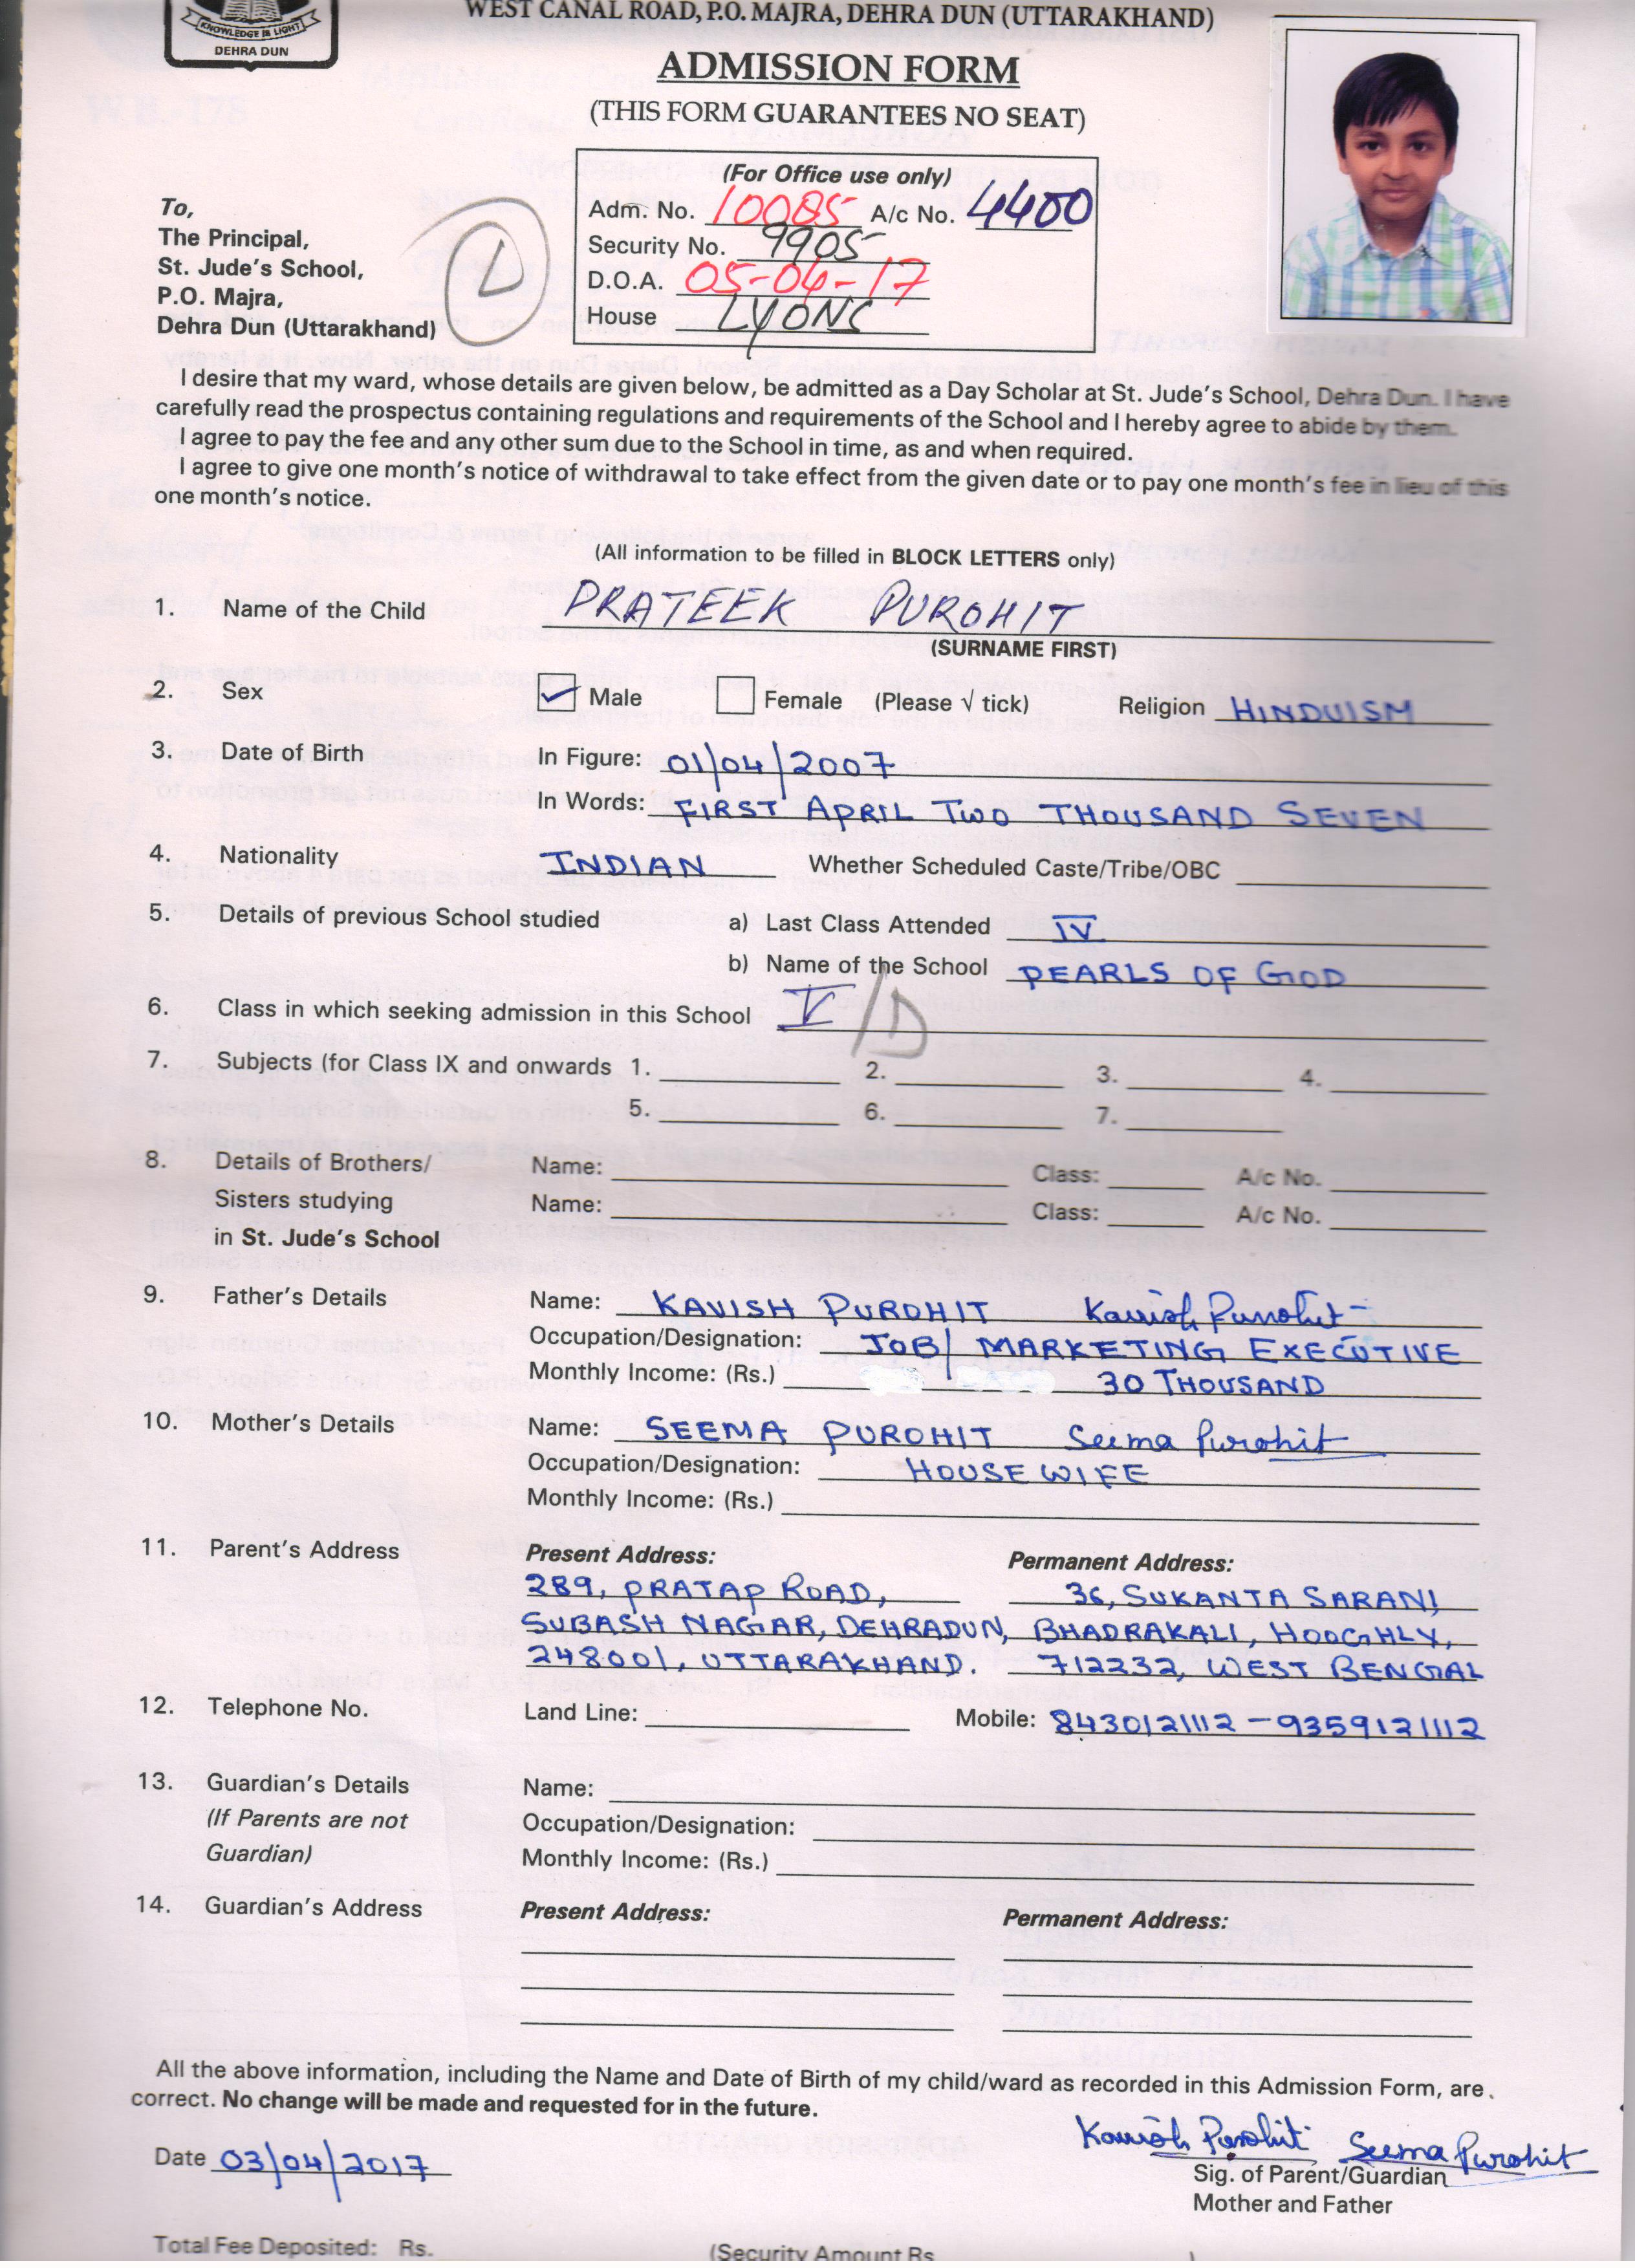 WEST CANAL ROAD, P.O. MAJRA, DEHRA DUN (UTTARAKHAND)
KNOWLEDGE IS LIGHT
DEHRA DUN
ADMISSION FORM
(THIS FORM GUARANTEES NO SEAT)
(For Office use only)
Adm. No. 10085 A/c No. 4400
Security No. 9905
D.O.A. 05-04-17
House LYONS
L
To,
The Principal,
St. Jude's School,
P.O. Majra,
Dehra Dun (Uttarakhand)
I desire that my ward, whose details are given below, be admitted as a Day Scholar at St. Jude's School, Dehra Dun. I have
carefully read the prospectus containing regulations and requirements of the School and I hereby agree to abide by them.
I agree to pay the fee and any other sum due to the School in time, as and when required.
I agree to give one month's notice of withdrawal to take effect from the given date or to pay one month's fee in lieu of this
one month's notice.
(All information to be filled in BLOCK LETTERS only)
1. Name of the Child PRATEEK PUROHIT
(SURNAME FIRST)
2. Sex ✓ Male Female (Please √ tick) Religion HINDUISM
3. Date of Birth In Figure: 01/04/2007
In Words: FIRST APRIL TWO THOUSAND SEVEN
4. Nationality INDIAN Whether Scheduled Caste/Tribe/OBC
5. Details of previous School studied a) Last Class Attended IV
b) Name of the School PEARLS OF GOD
6. Class in which seeking admission in this School V/D
7. Subjects (for Class IX and onwards 1. 2. 3. 4.
5. 6. 7.
8. Details of Brothers/ Name: Class: A/c No.
Sisters studying Name: Class: A/c No.
in St. Jude's School
9. Father's Details Name: KAVISH PUROHIT Kavish Purohit
Occupation/Designation: JOB/ MARKETING EXECUTIVE
Monthly Income: (Rs.) 30 THOUSAND
10. Mother's Details Name: SEEMA PUROHIT Seema Purohit
Occupation/Designation: HOUSE WIFE
Monthly Income: (Rs.)
11. Parent's Address Present Address: Permanent Address:
289, PRATAP ROAD, 36, SUKANTA SARANI
SUBASH NAGAR, DEHRADUN, BHADRAKALI, HOOGHLY,
248001, UTTARAKHAND. 712232, WEST BENGAL
12. Telephone No. Land Line: Mobile: 8430121112 - 9359121112
13. Guardian's Details Name:
(If Parents are not Occupation/Designation:
Guardian) Monthly Income: (Rs.)
14. Guardian's Address Present Address: Permanent Address:
All the above information, including the Name and Date of Birth of my child/ward as recorded in this Admission Form, are
correct. No change will be made and requested for in the future.
Kavish Purohit Seema Purohit
Date 03/04/2017
Sig. of Parent/Guardian
Mother and Father
Total Fee Deposited: Rs. (Security Amount Rs. )